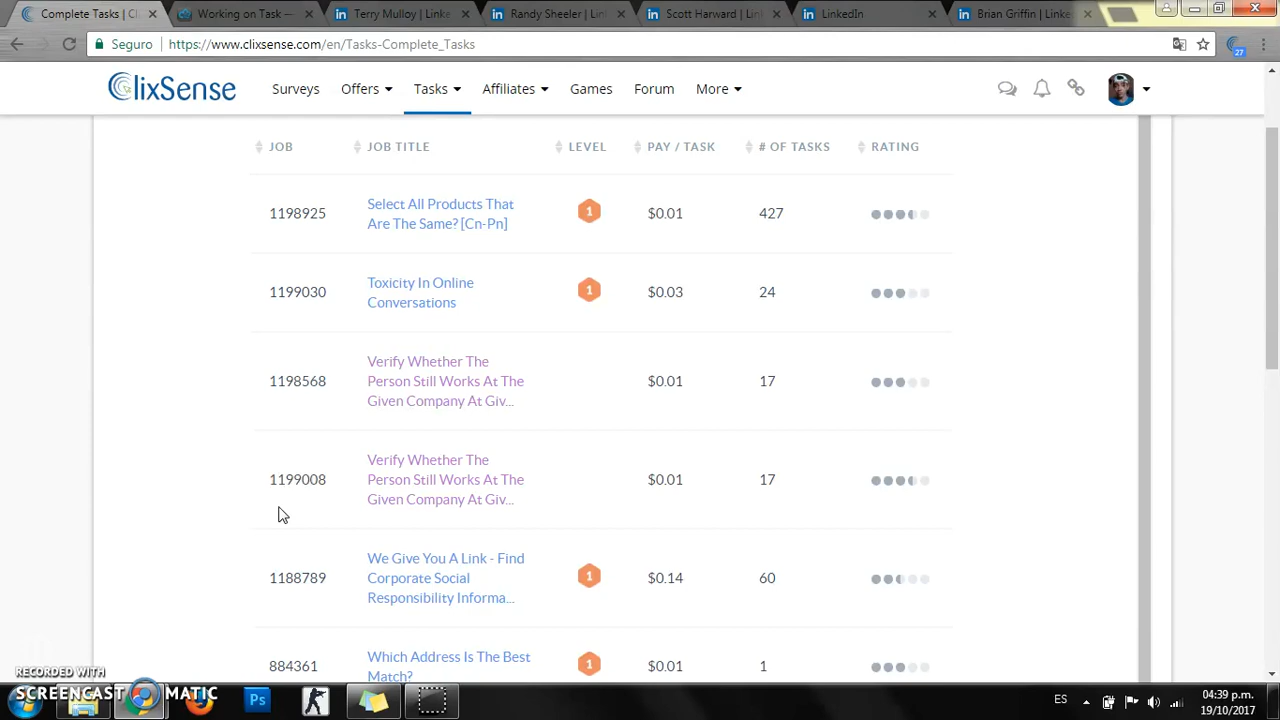 Complete Tasks | Cl
Working on Task —
Terry Mulloy | Linke
Randy Sheeler | Lin
Scott Harward | Link
LinkedIn
Brian Griffin | Linke
Seguro
https://www.clixsense.com/en/Tasks-Complete_Tasks
27
ClixSense
Surveys
Offers
Tasks
Affiliates
Games
Forum
More
JOB
JOB TITLE
LEVEL
PAY / TASK
# OF TASKS
RATING
1198925
Select All Products That
Are The Same? [Cn-Pn]
1
$0.01
427
1199030
Toxicity In Online
Conversations
1
$0.03
24
1198568
Verify Whether The
Person Still Works At The
Given Company At Giv...
$0.01
17
1199008
Verify Whether The
Person Still Works At The
Given Company At Giv...
$0.01
17
1188789
We Give You A Link - Find
Corporate Social
Responsibility Informa...
1
$0.14
60
884361
Which Address Is The Best
Match?
1
$0.01
1
RECORDED WITH
SCREENCAST MATIC
Ps
ES
04:39 p.m.
19/10/2017